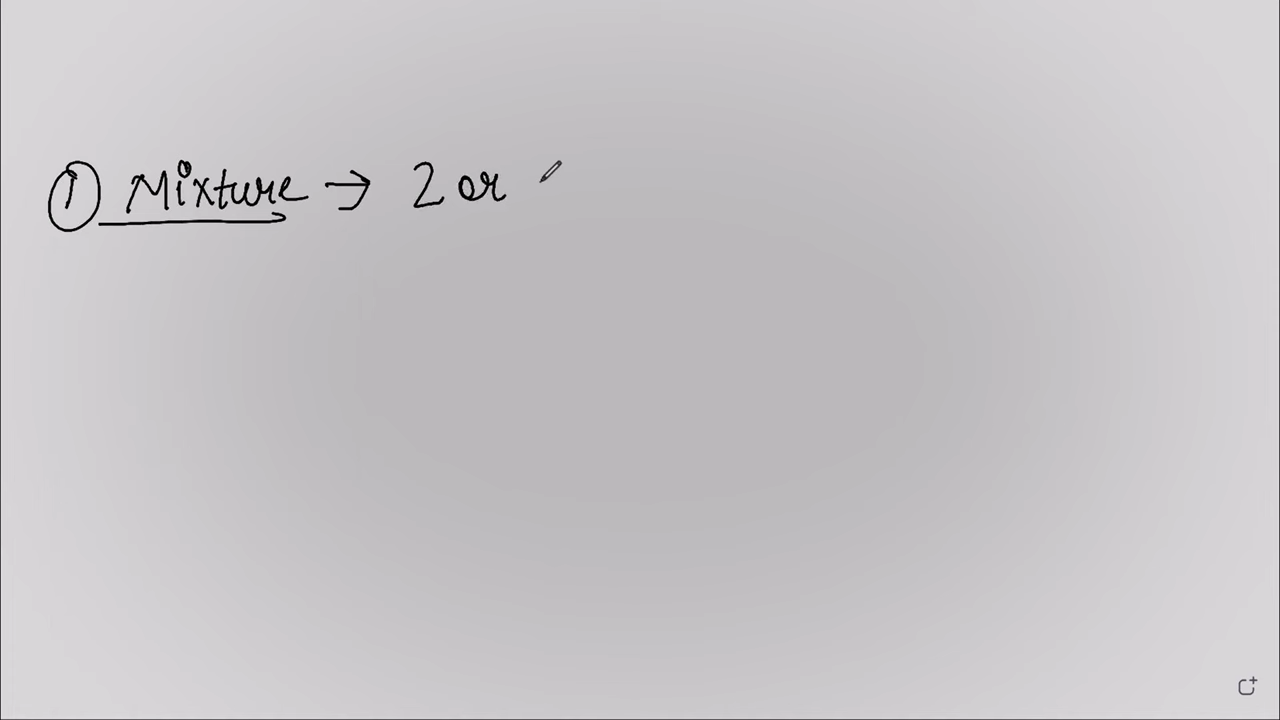 ① Mixture → 2 or